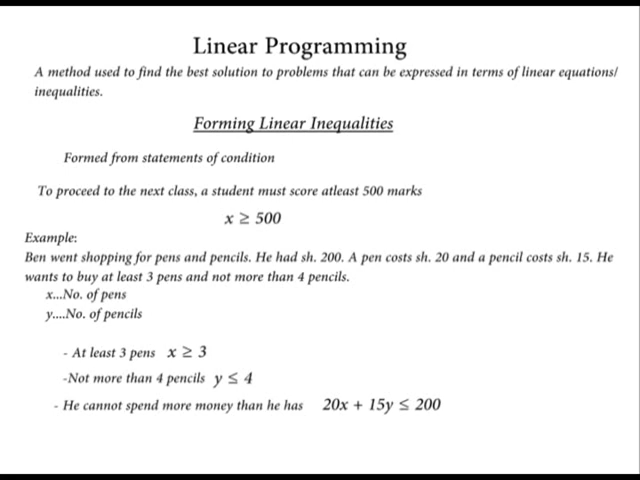 Linear Programming
A method used to find the best solution to problems that can be expressed in terms of linear equations/
inequalities.
Forming Linear Inequalities
Formed from statements of condition
To proceed to the next class, a student must score atleast 500 marks
x ≥ 500
Example:
Ben went shopping for pens and pencils. He had sh. 200. A pen costs sh. 20 and a pencil costs sh. 15. He
wants to buy at least 3 pens and not more than 4 pencils.
x...No. of pens
y....No. of pencils
- At least 3 pens x ≥ 3
-Not more than 4 pencils y ≤ 4
- He cannot spend more money than he has 20x + 15y ≤ 200